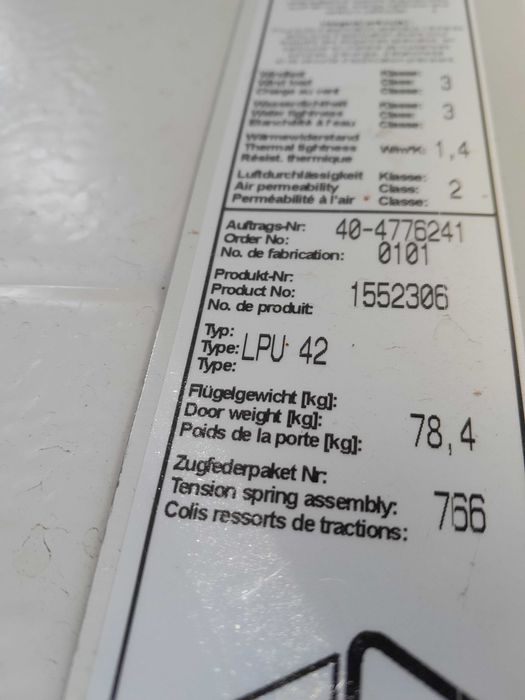 Windlast Klasse:
Wind load Class: 3
Charge au vent Classe:
Wasserdichtheit Klasse:
Water tightness Class: 3
Etanchéité à l'eau Classe:
Wärmewiderstand
Thermal tightness W/m²K: 1,4
Résist. thermique
Luftdurchlässigkeit Klasse:
Air permeability Class: 2
Perméabilité à l'air Classe:
Auftrags-Nr: 40-4776241
Order No: 0101
No. de fabrication:
Produkt-Nr:
Product No: 1552306
No. de produit:
Typ:
Type: LPU 42
Type:
Flügelgewicht [kg]:
Door weight [kg]: 78,4
Poids de la porte [kg]:
Zugfederpaket Nr:
Tension spring assembly: 766
Colis ressorts de tractions: